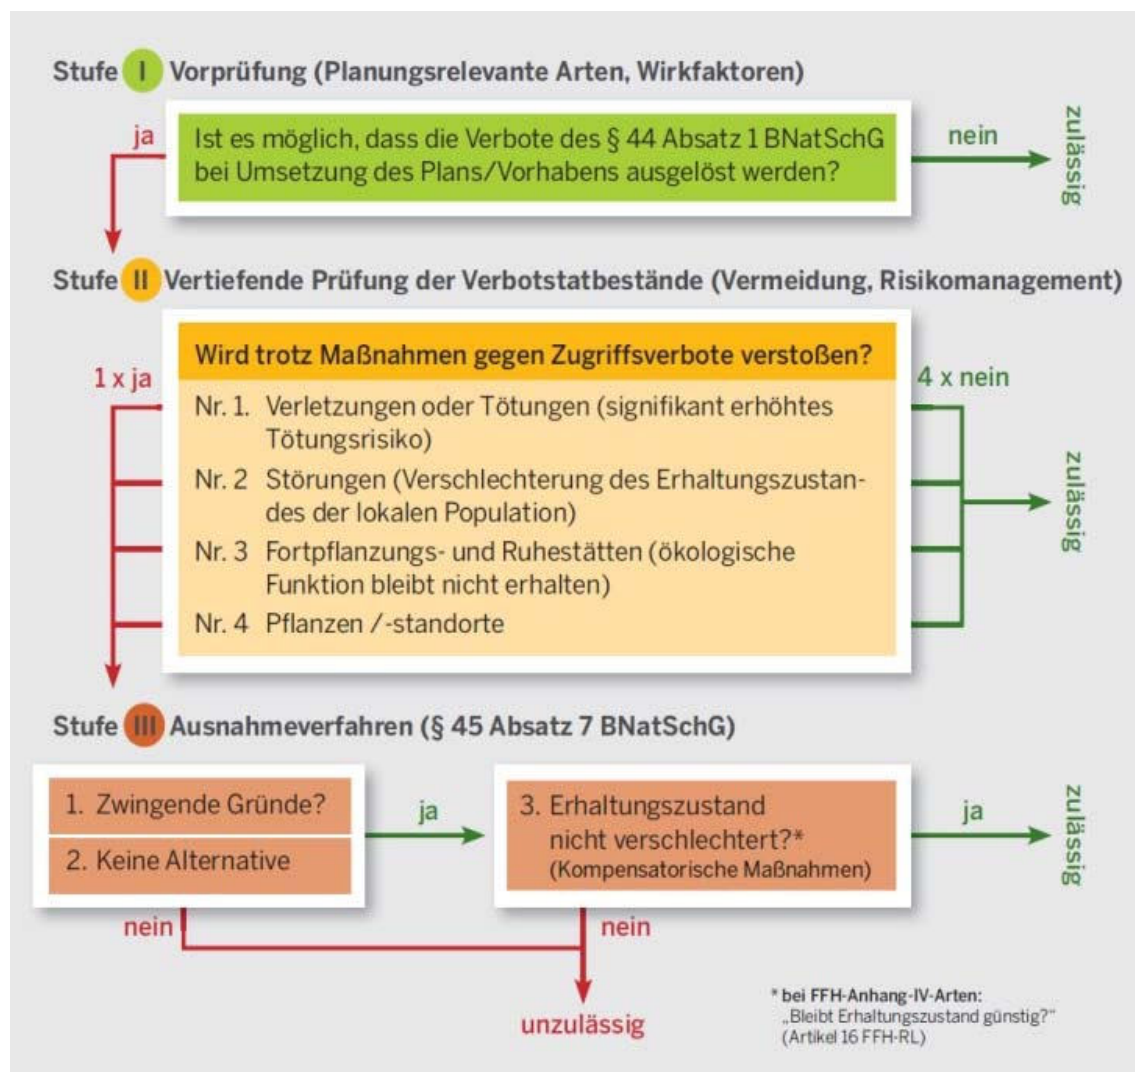 Stufe I Vorprüfung (Planungsrelevante Arten, Wirkfaktoren)
ja
Ist es möglich, dass die Verbote des § 44 Absatz 1 BNatSchG
bei Umsetzung des Plans/Vorhabens ausgelöst werden?
nein
zulässig
Stufe II Vertiefende Prüfung der Verbotstatbestände (Vermeidung, Risikomanagement)
Wird trotz Maßnahmen gegen Zugriffsverbote verstoßen?
1 x ja
4 x nein
Nr. 1. Verletzungen oder Tötungen (signifikant erhöhtes
Tötungsrisiko)
Nr. 2 Störungen (Verschlechterung des Erhaltungszustan-
des der lokalen Population)
Nr. 3 Fortpflanzungs- und Ruhestätten (ökologische
Funktion bleibt nicht erhalten)
Nr. 4 Pflanzen /-standorte
zulässig
Stufe III Ausnahmeverfahren (§ 45 Absatz 7 BNatSchG)
1. Zwingende Gründe?
2. Keine Alternative
ja
3. Erhaltungszustand
nicht verschlechtert?*
(Kompensatorische Maßnahmen)
ja
zulässig
nein
nein
unzulässig
* bei FFH-Anhang-IV-Arten:
„Bleibt Erhaltungszustand günstig?“
(Artikel 16 FFH-RL)